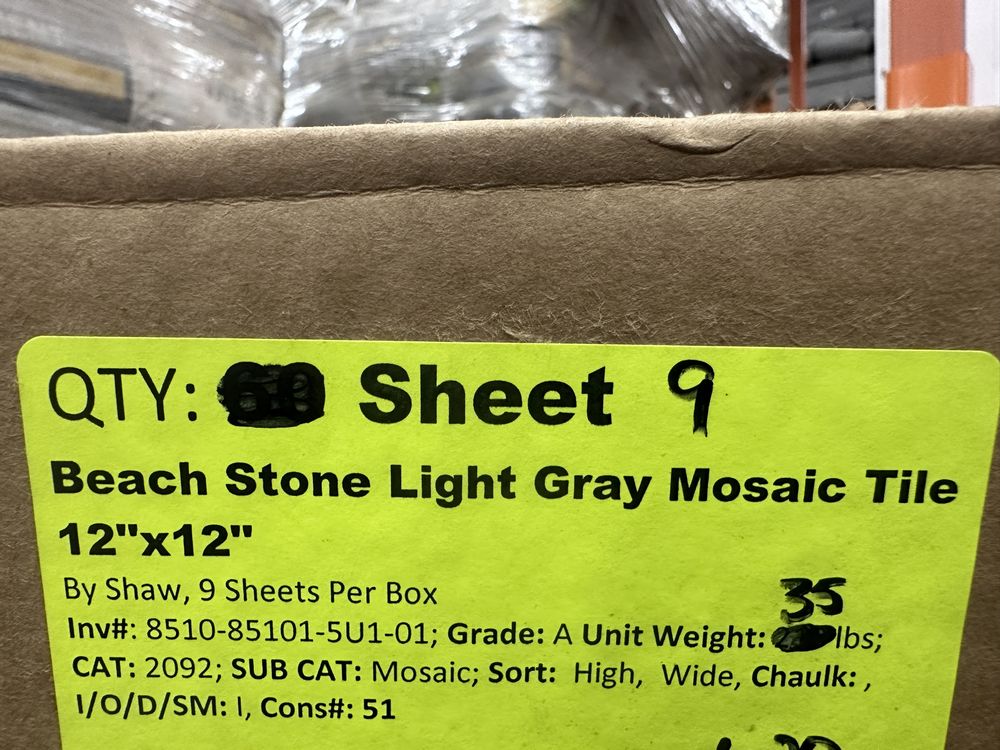 QTY: Sheet 9
Beach Stone Light Gray Mosaic Tile
12"x12"
By Shaw, 9 Sheets Per Box
35
Inv#: 8510-85101-5U1-01; Grade: A Unit Weight: lbs;
CAT: 2092; SUB CAT: Mosaic; Sort: High, Wide, Chaulk: ,
I/O/D/SM: I, Cons#: 51